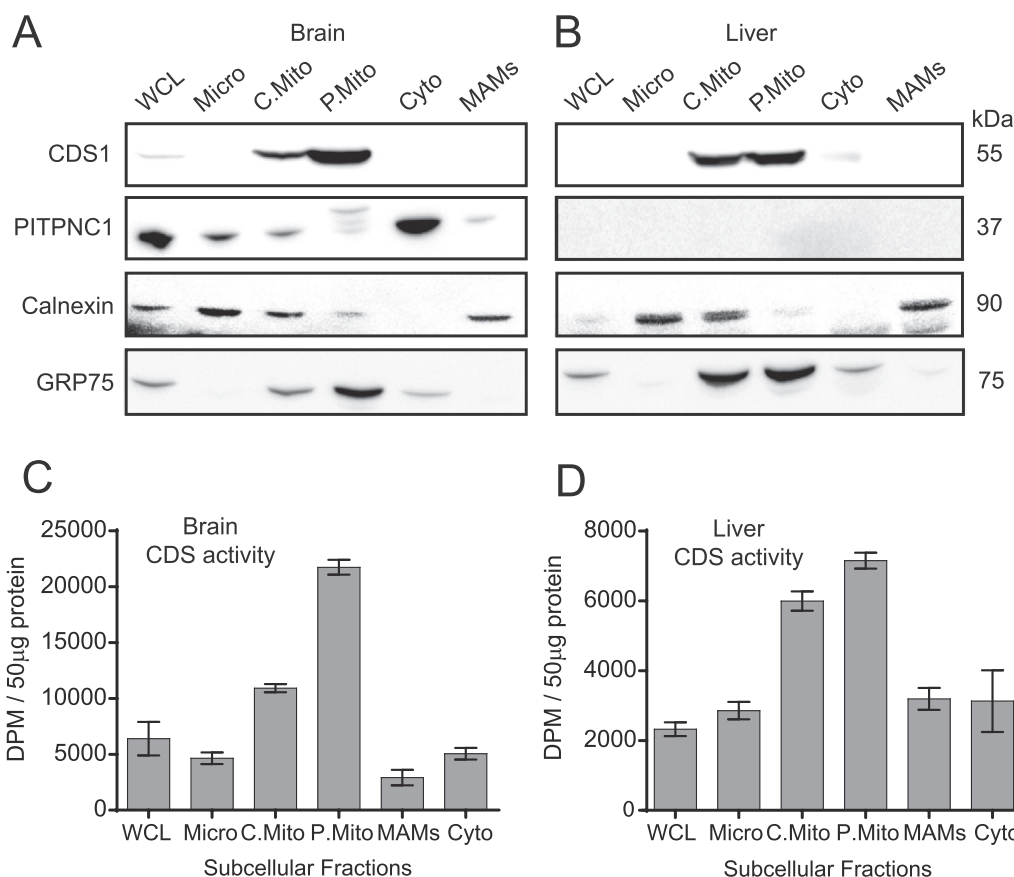 A
Brain
WCL Micro C.Mito P.Mito Cyto MAMs
B
Liver
WCL Micro C.Mito P.Mito Cyto MAMs
kDa
CDS1
55
PITPNC1
37
Calnexin
90
GRP75
75
C
Brain
CDS activity
DPM / 50µg protein
25000
20000
15000
10000
5000
0
WCL Micro C.Mito P.Mito MAMs Cyto
Subcellular Fractions
D
Liver
CDS activity
DPM / 50µg protein
8000
6000
4000
2000
0
WCL Micro C.Mito P.Mito MAMs Cyto
Subcellular Fractions